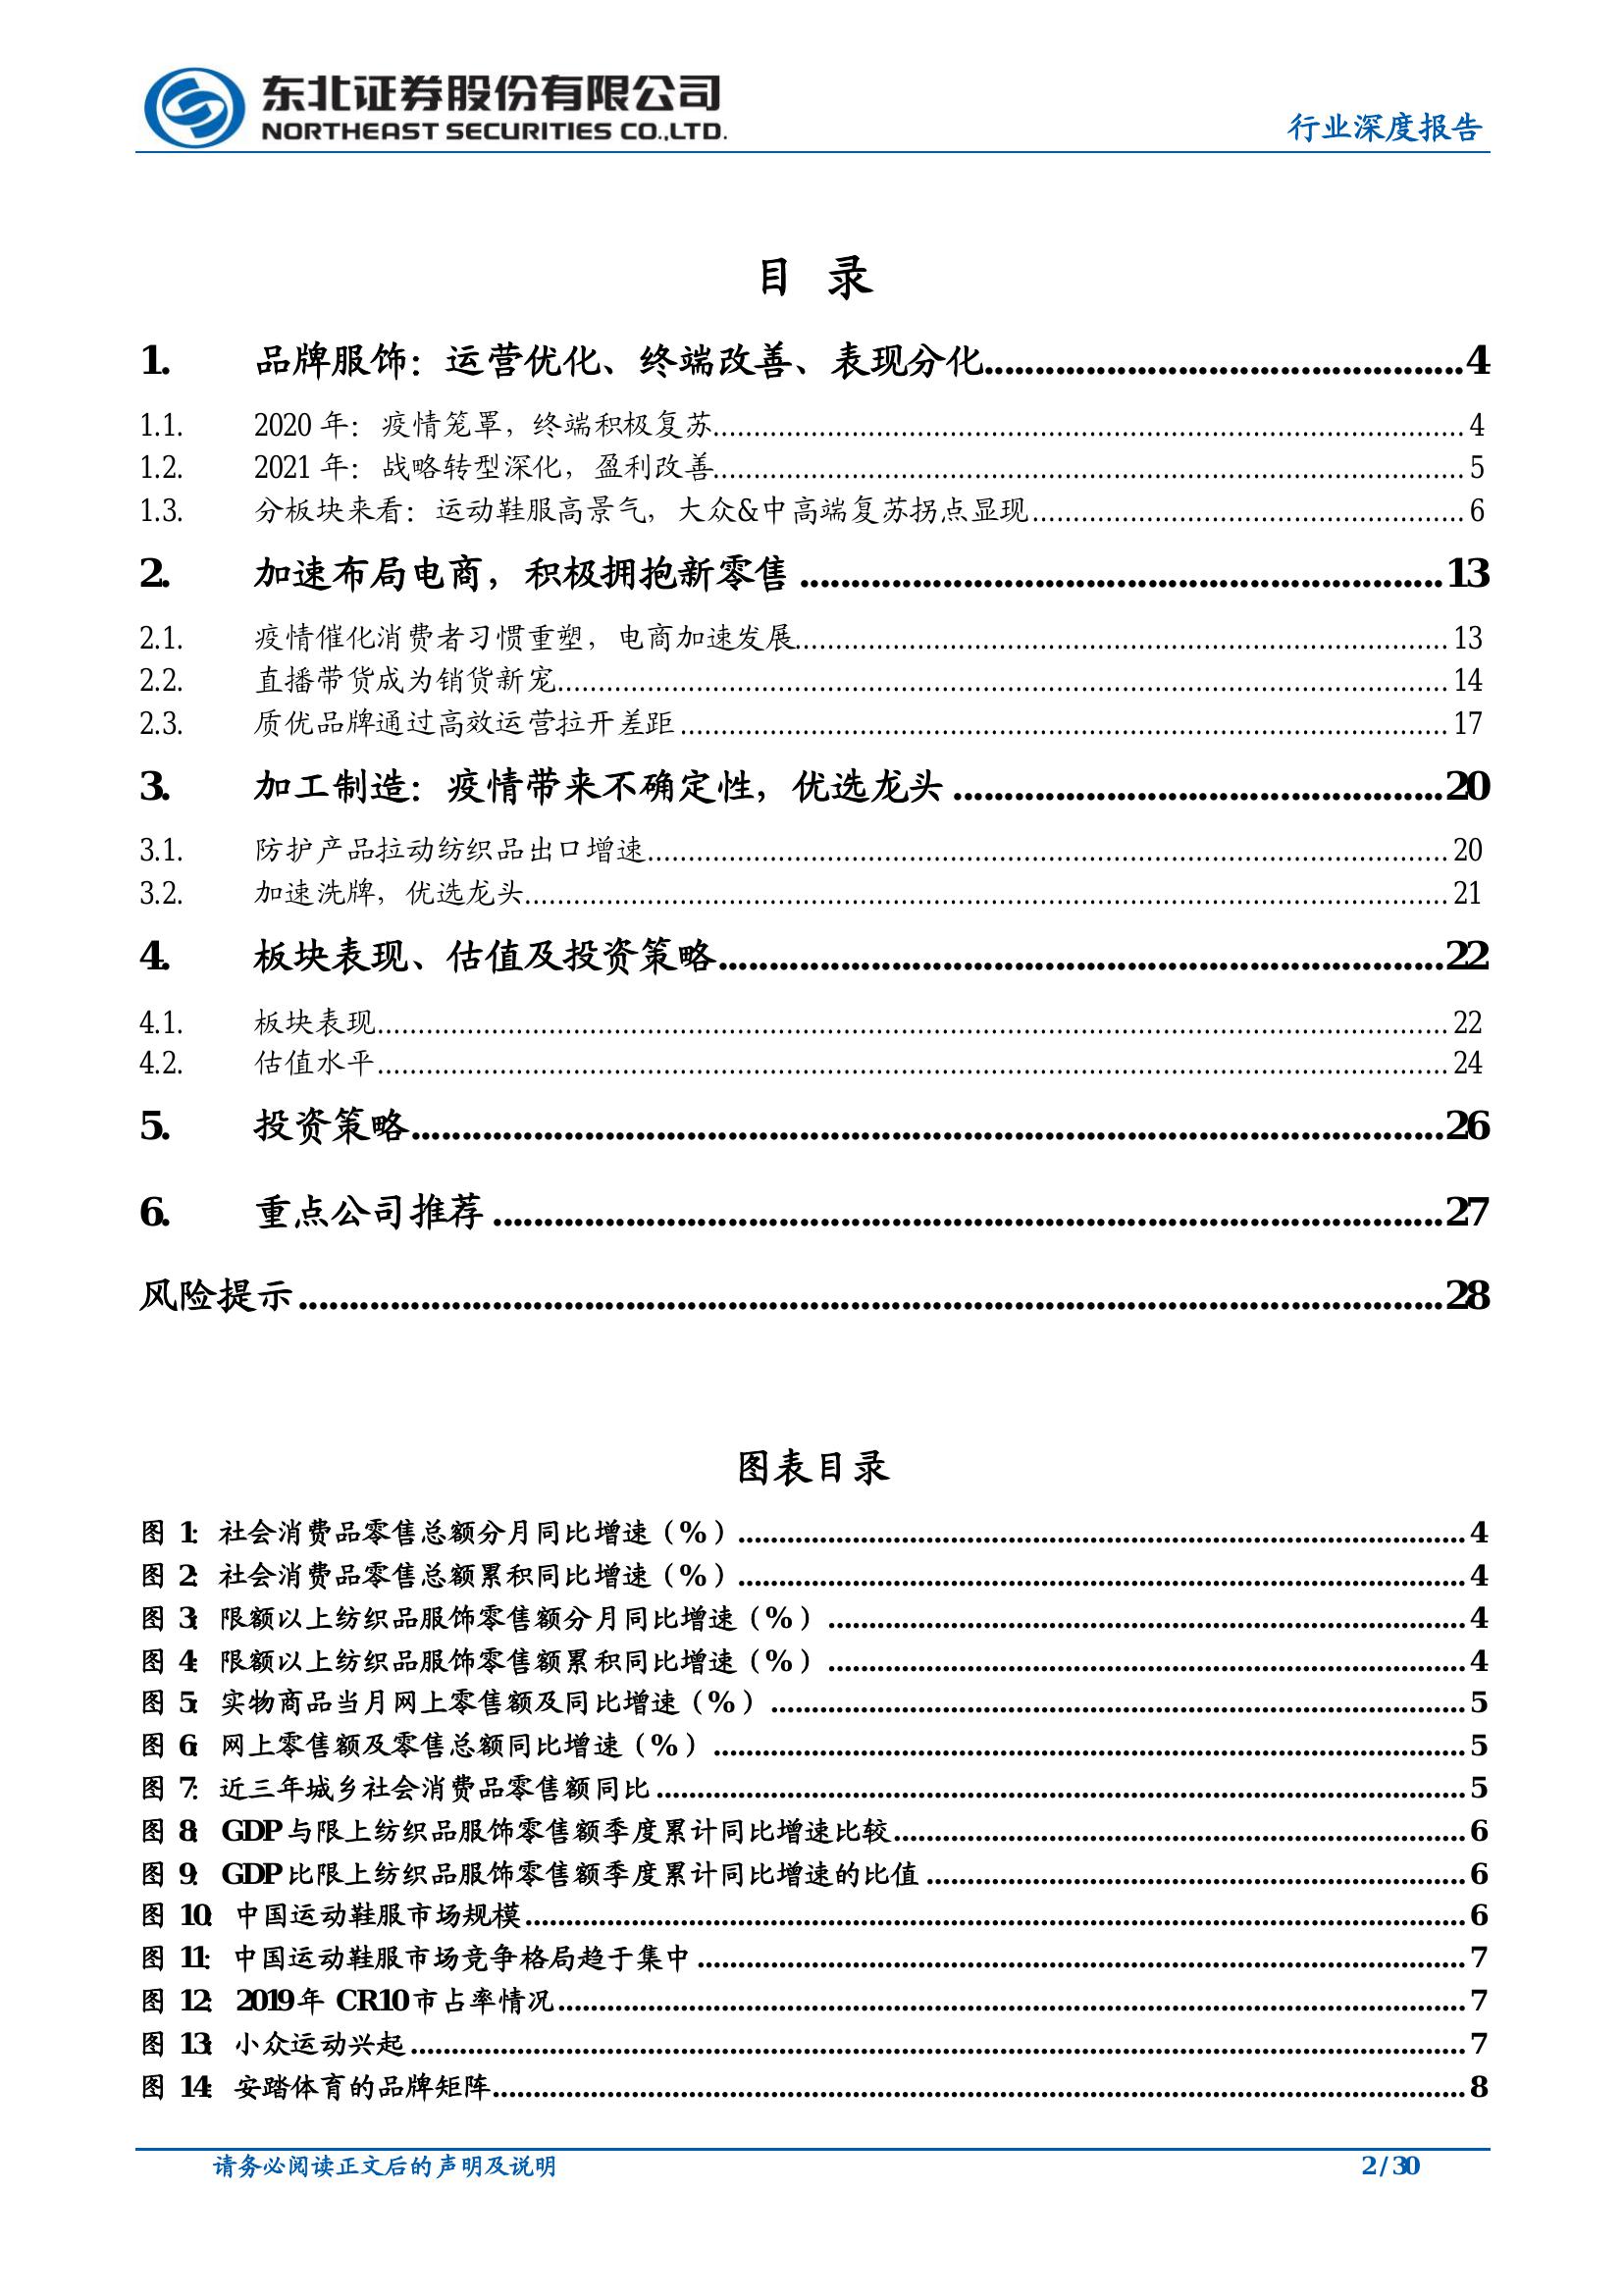 东北证券股份有限公司
NORTHEAST SECURITIES CO.,LTD.
行业深度报告
目 录
1. 品牌服饰：运营优化、终端改善、表现分化 4
1.1. 2020 年：疫情笼罩，终端积极复苏 4
1.2. 2021 年：战略转型深化，盈利改善 5
1.3. 分板块来看：运动鞋服高景气，大众&中高端复苏拐点显现 6
2. 加速布局电商，积极拥抱新零售 13
2.1. 疫情催化消费者习惯重塑，电商加速发展 13
2.2. 直播带货成为销货新宠 14
2.3. 质优品牌通过高效运营拉开差距 17
3. 加工制造：疫情带来不确定性，优选龙头 20
3.1. 防护产品拉动纺织品出口增速 20
3.2. 加速洗牌，优选龙头 21
4. 板块表现、估值及投资策略 22
4.1. 板块表现 22
4.2. 估值水平 24
5. 投资策略 26
6. 重点公司推荐 27
风险提示 28
图表目录
图 1：社会消费品零售总额分月同比增速（%） 4
图 2：社会消费品零售总额累积同比增速（%） 4
图 3：限额以上纺织品服饰零售额分月同比增速（%） 4
图 4：限额以上纺织品服饰零售额累积同比增速（%） 4
图 5：实物商品当月网上零售额及同比增速（%） 5
图 6：网上零售额及零售总额同比增速（%） 5
图 7：近三年城乡社会消费品零售额同比 5
图 8：GDP 与限上纺织品服饰零售额季度累计同比增速比较 6
图 9：GDP 比限上纺织品服饰零售额季度累计同比增速的比值 6
图 10：中国运动鞋服市场规模 6
图 11：中国运动鞋服市场竞争格局趋于集中 7
图 12：2019 年 CR10 市占率情况 7
图 13：小众运动兴起 7
图 14：安踏体育的品牌矩阵 8
请务必阅读正文后的声明及说明
2 / 30